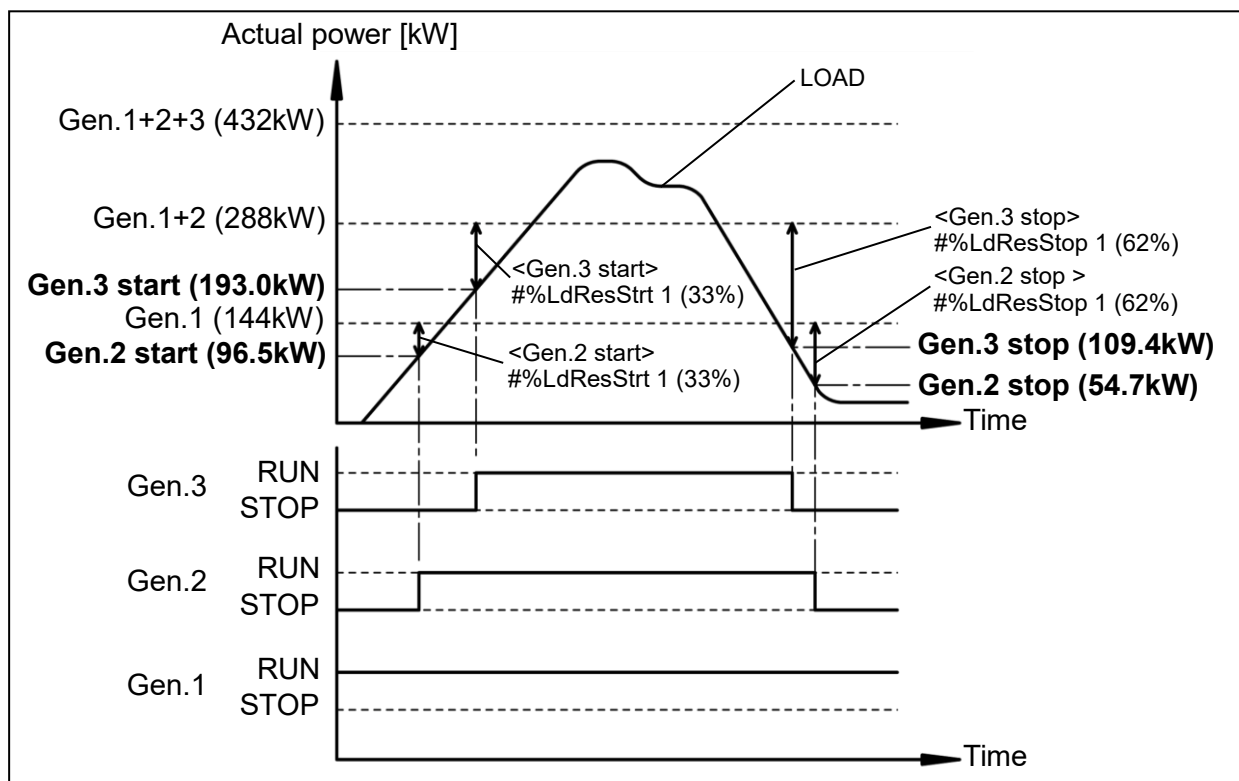 Actual power [kW]
LOAD
Gen.1+2+3 (432kW)
Gen.1+2 (288kW)
<Gen.3 stop>
#%LdResStop 1 (62%)
<Gen.3 start>
#%LdResStrt 1 (33%)
<Gen.2 stop >
#%LdResStop 1 (62%)
Gen.3 start (193.0kW)
Gen.1 (144kW)
Gen.2 start (96.5kW)
<Gen.2 start>
#%LdResStrt 1 (33%)
Gen.3 stop (109.4kW)
Gen.2 stop (54.7kW)
Time
Gen.3
RUN
STOP
Gen.2
RUN
STOP
Gen.1
RUN
STOP
Time